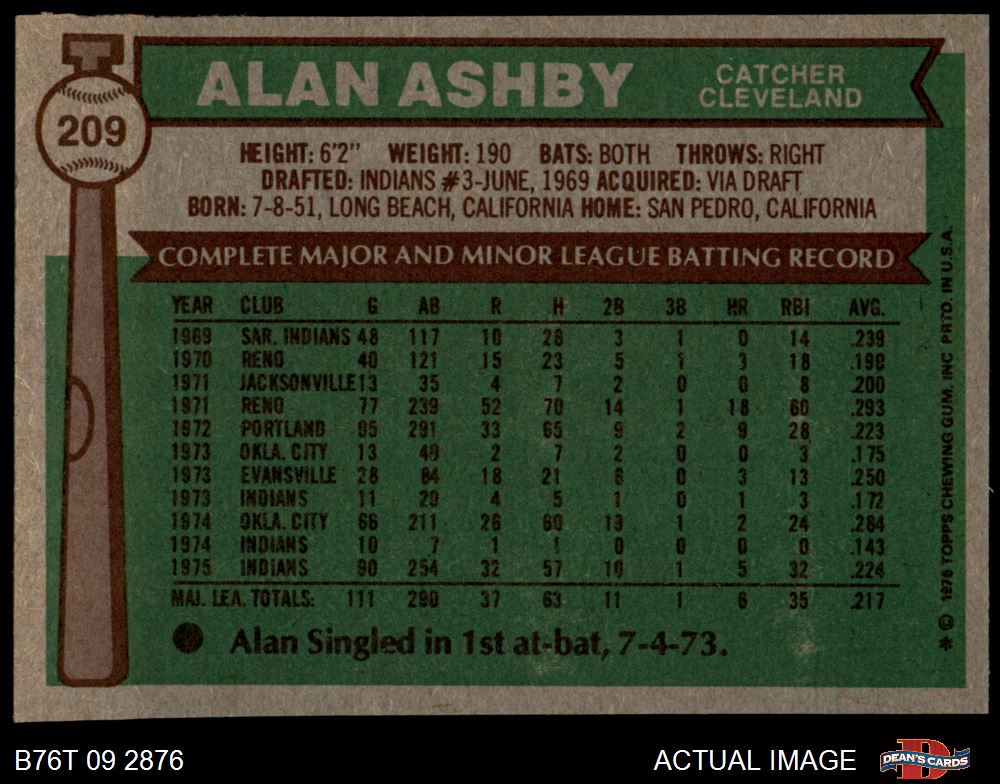 209
ALAN ASHBY
CATCHER
CLEVELAND
HEIGHT: 6'2" WEIGHT: 190 BATS: BOTH THROWS: RIGHT
DRAFTED: INDIANS #3-JUNE, 1969 ACQUIRED: VIA DRAFT
BORN: 7-8-51, LONG BEACH, CALIFORNIA HOME: SAN PEDRO, CALIFORNIA
COMPLETE MAJOR AND MINOR LEAGUE BATTING RECORD
YEAR CLUB G AB R H 2B 3B HR RBI AVG.
1969 SAR. INDIANS 48 117 10 28 3 1 0 14 .239
1970 RENO 40 121 15 23 5 1 3 18 .190
1971 JACKSONVILLE 13 35 4 7 2 0 0 8 .200
1971 RENO 77 239 52 70 14 1 18 60 .293
1972 PORTLAND 95 291 33 65 9 2 9 28 .223
1973 OKLA. CITY 13 40 2 7 2 0 0 3 .175
1973 EVANSVILLE 28 84 18 21 6 0 3 13 .250
1973 INDIANS 11 29 4 5 1 0 1 3 .172
1974 OKLA. CITY 66 211 26 60 13 1 2 24 .284
1974 INDIANS 10 7 1 1 0 0 0 0 .143
1975 INDIANS 90 254 32 57 10 1 5 32 .224
MAJ. LEA. TOTALS: 111 290 37 63 11 1 6 35 .217
Alan Singled in 1st at-bat, 7-4-73.
* © 1976 TOPPS CHEWING GUM, INC PRTD. IN U.S.A.
B76T 09 2876
ACTUAL IMAGE
D
DEAN'S CARDS